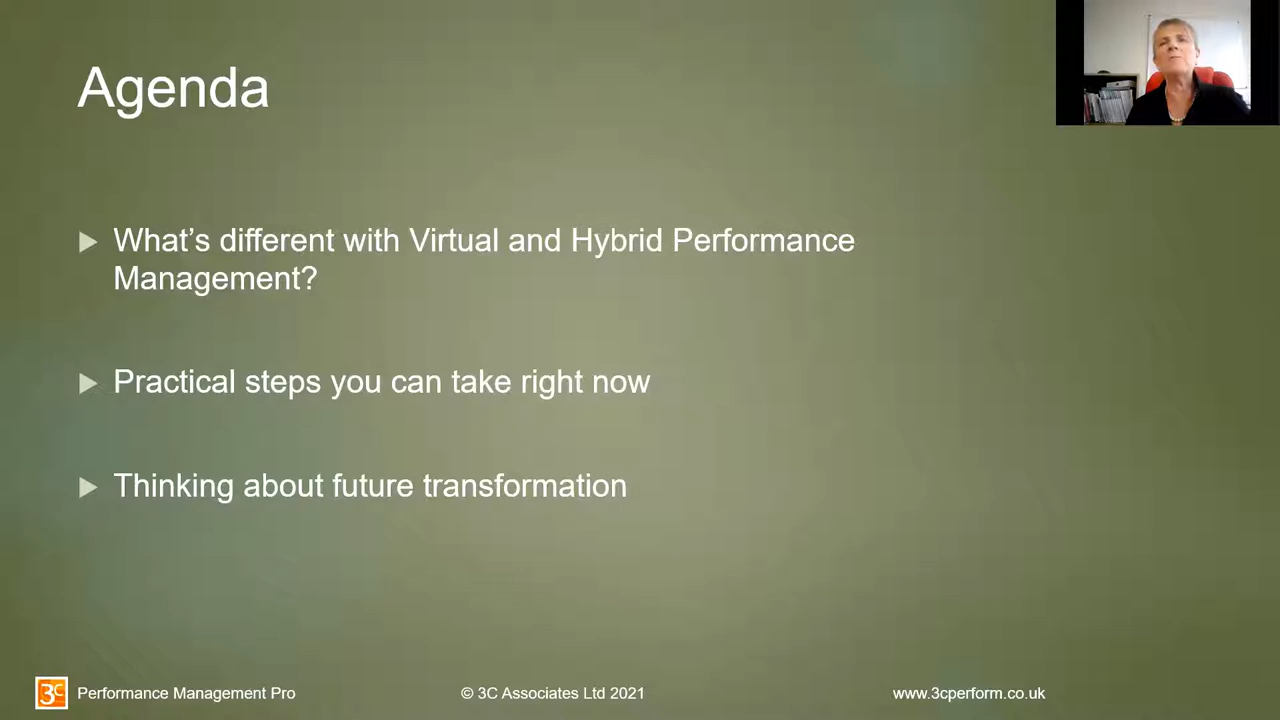 Agenda
What’s different with Virtual and Hybrid Performance
Management?
Practical steps you can take right now
Thinking about future transformation
3C Performance Management Pro
© 3C Associates Ltd 2021
www.3cperform.co.uk